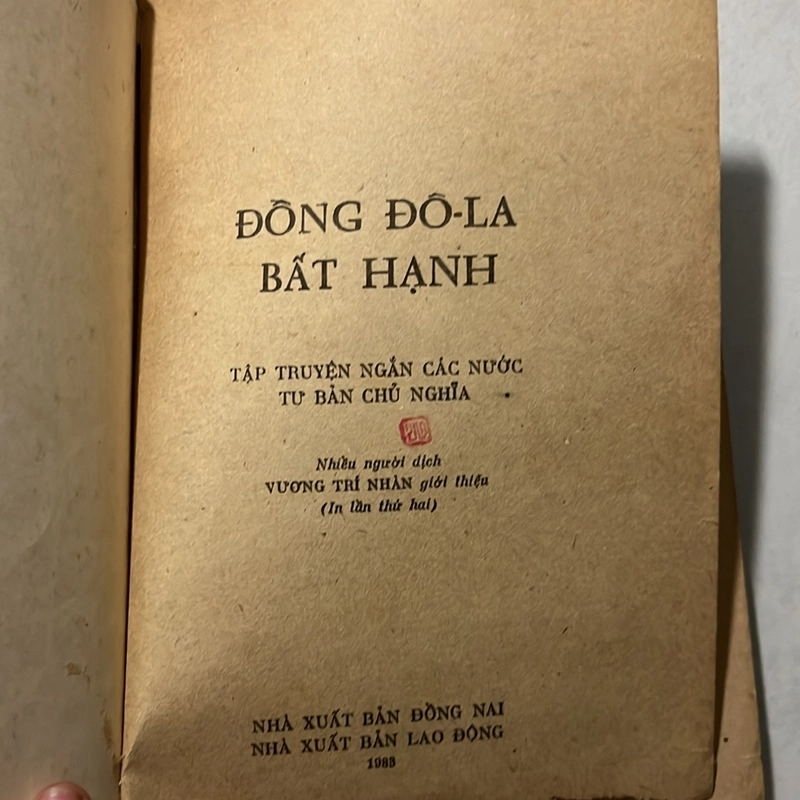 ĐỒNG ĐÔ-LA
BẤT HẠNH
TẬP TRUYỆN NGẮN CÁC NƯỚC
TƯ BẢN CHỦ NGHĨA
Nhiều người dịch
VƯƠNG TRÍ NHÀN giới thiệu
(In lần thứ hai)
NHÀ XUẤT BẢN ĐỒNG NAI
NHÀ XUẤT BẢN LAO ĐỘNG
1983